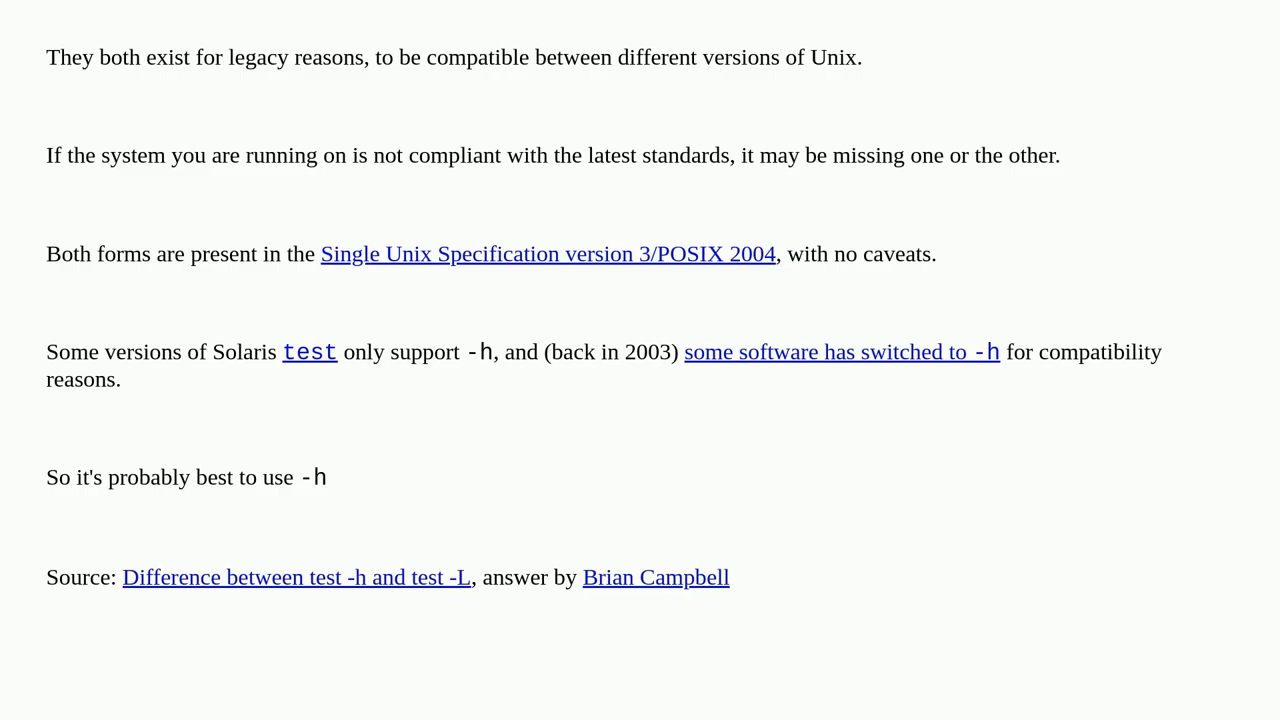 They both exist for legacy reasons, to be compatible between different versions of Unix.
If the system you are running on is not compliant with the latest standards, it may be missing one or the other.
Both forms are present in the Single Unix Specification version 3/POSIX 2004, with no caveats.
Some versions of Solaris test only support -h, and (back in 2003) some software has switched to -h for compatibility
reasons.
So it's probably best to use -h
Source: Difference between test -h and test -L, answer by Brian Campbell